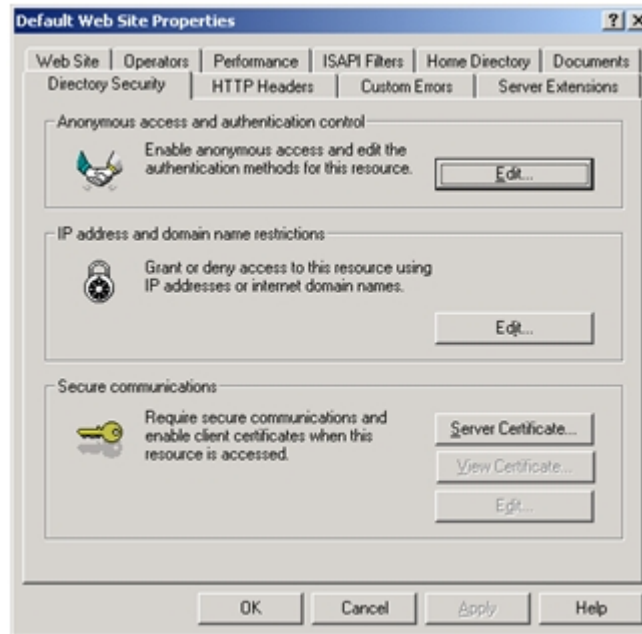 Default Web Site Properties
Web Site
Operators
Performance
ISAPI Filters
Home Directory
Documents
Directory Security
HTTP Headers
Custom Errors
Server Extensions
Anonymous access and authentication control
Enable anonymous access and edit the
authentication methods for this resource.
Edit...
IP address and domain name restrictions
Grant or deny access to this resource using
IP addresses or internet domain names.
Edit...
Secure communications
Require secure communications and
enable client certificates when this
resource is accessed.
Server Certificate...
View Certificate...
Edit...
OK
Cancel
Apply
Help